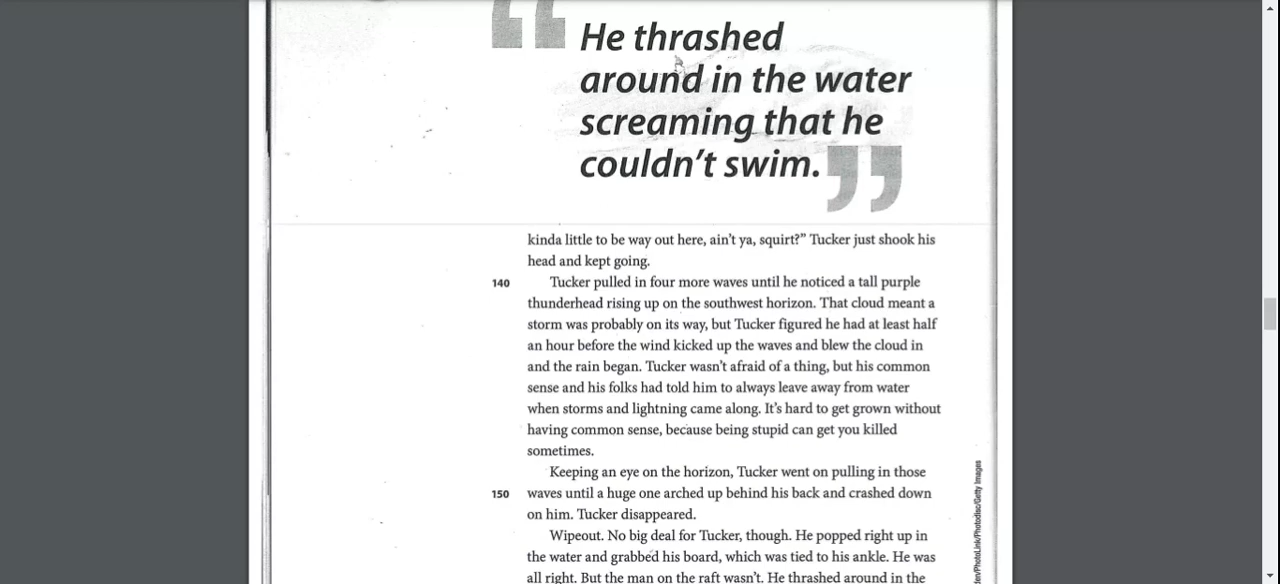 “
He thrashed
around in the water
screaming that he
couldn’t swim.”
kinda little to be way out here, ain’t ya, squirt?” Tucker just shook his
head and kept going.
140 Tucker pulled in four more waves until he noticed a tall purple
thunderhead rising up on the southwest horizon. That cloud meant a
storm was probably on its way, but Tucker figured he had at least half
an hour before the wind kicked up the waves and blew the cloud in
and the rain began. Tucker wasn’t afraid of a thing, but his common
sense and his folks had told him to always leave away from water
when storms and lightning came along. It’s hard to get grown without
having common sense, because being stupid can get you killed
sometimes.
Keeping an eye on the horizon, Tucker went on pulling in those
150 waves until a huge one arched up behind his back and crashed down
on him. Tucker disappeared.
Wipeout. No big deal for Tucker, though. He popped right up in
the water and grabbed his board, which was tied to his ankle. He was
all right. But the man on the raft wasn’t. He thrashed around in the
/PhotoLink/Photodisc/Getty Images